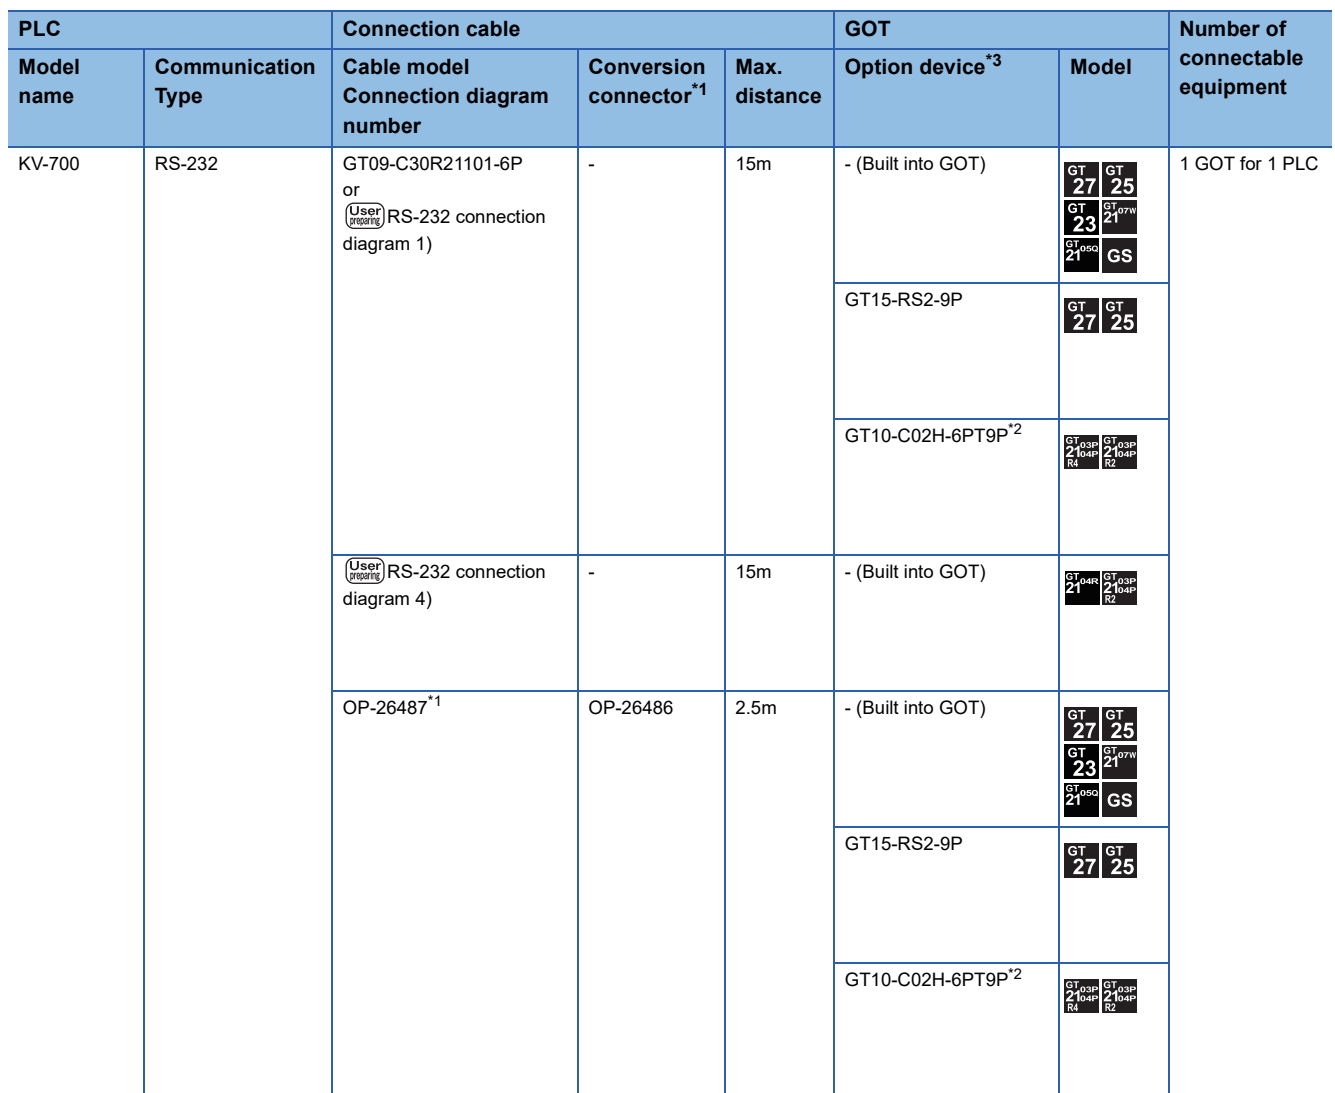 PLC
Connection cable
GOT
Number of connectable equipment
Model name
Communication Type
Cable model
Connection diagram number
Conversion connector*1
Max. distance
Option device*3
Model
KV-700
RS-232
GT09-C30R21101-6P
or
User preparing RS-232 connection diagram 1)
-
15m
- (Built into GOT)
GT 27 GT 25
GT 23 GT 21 07W
GT 21 05Q GS
1 GOT for 1 PLC
GT15-RS2-9P
GT 27 GT 25
GT10-C02H-6PT9P*2
GT 21 03P 04P R4 GT 21 03P 04P R2
User preparing RS-232 connection diagram 4)
-
15m
- (Built into GOT)
GT 21 04R GT 21 03P 04P R2
OP-26487*1
OP-26486
2.5m
- (Built into GOT)
GT 27 GT 25
GT 23 GT 21 07W
GT 21 05Q GS
GT15-RS2-9P
GT 27 GT 25
GT10-C02H-6PT9P*2
GT 21 03P 04P R4 GT 21 03P 04P R2